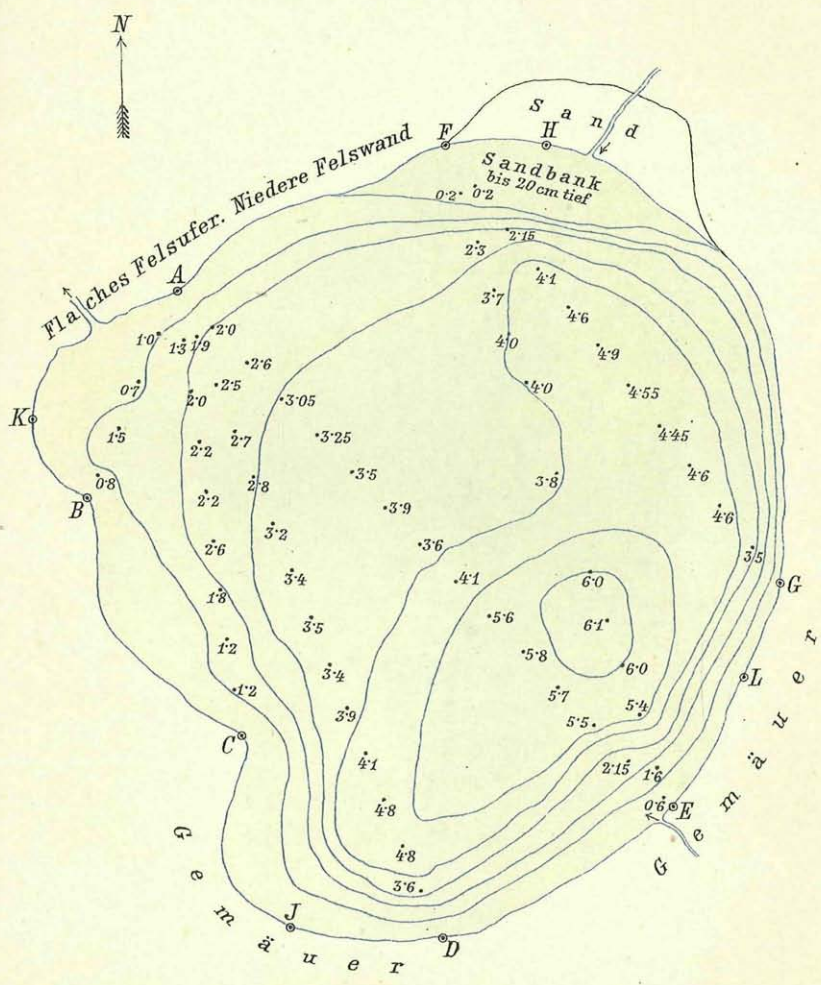 N
Sand
F
H
Sandbank
bis 20 cm tief
Flaches Felsufer. Niedere Felswand
0·2 0·2
2·15
2·3
A
4·1
3·7
4·6
1·0 1·3 1·9 2·0
4·0
4·9
2·6
0·7
2·0
2·5
3·05
4·0
4·55
K
1·5
2·2
2·7
3·25
4·45
0·8
2·8
3·5
3·8
4·6
B
2·2
3·9
4·6
3·2
2·6
3·6
3·5
3·4
4·1
6·0
G
1·8
3·5
5·6
6·1
1·2
3·4
5·8
6·0
L
1·2
3·9
5·7
5·4
5·5
C
4·1
2·15
1·6
4·8
0·6
E
Gemäuer
4·8
3·6
J
D
Gemäuer